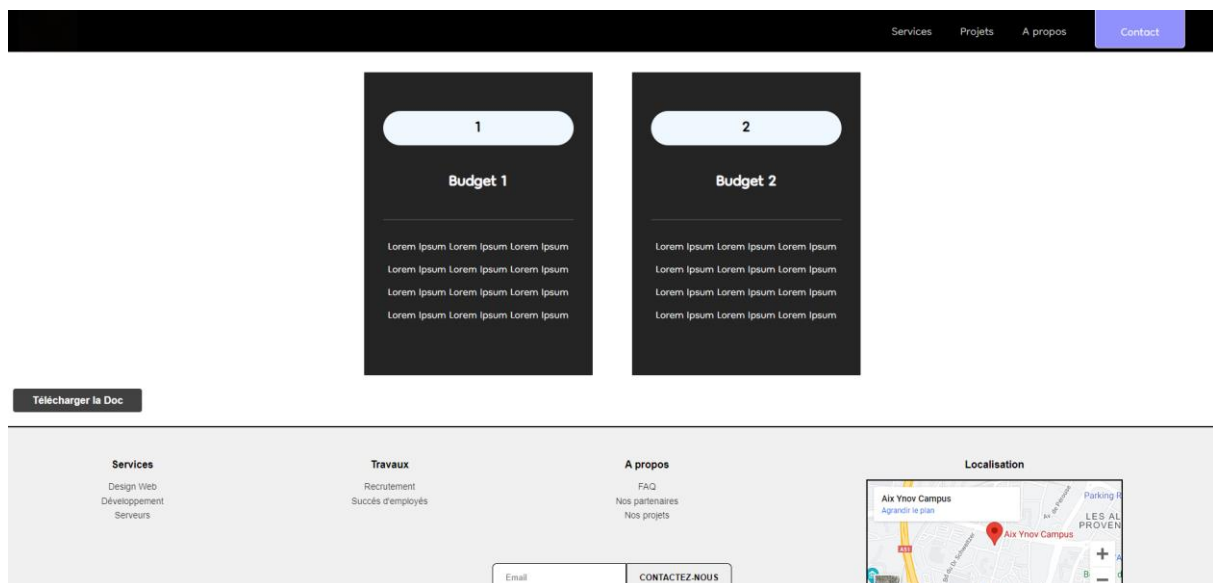 Services Projets A propos Contact
1
Budget 1
Lorem Ipsum Lorem Ipsum Lorem Ipsum
Lorem Ipsum Lorem Ipsum Lorem Ipsum
Lorem Ipsum Lorem Ipsum Lorem Ipsum
Lorem Ipsum Lorem Ipsum Lorem Ipsum
2
Budget 2
Lorem Ipsum Lorem Ipsum Lorem Ipsum
Lorem Ipsum Lorem Ipsum Lorem Ipsum
Lorem Ipsum Lorem Ipsum Lorem Ipsum
Lorem Ipsum Lorem Ipsum Lorem Ipsum
Télécharger la Doc
Services
Design Web
Développement
Serveurs
Travaux
Recrutement
Succès d'employés
A propos
FAQ
Nos partenaires
Nos projets
Email
CONTACTEZ-NOUS
Localisation
Aix Ynov Campus
Agrandir le plan
Parking
LES AL
PROVEN
Aix Ynov Campus
A51
+
−